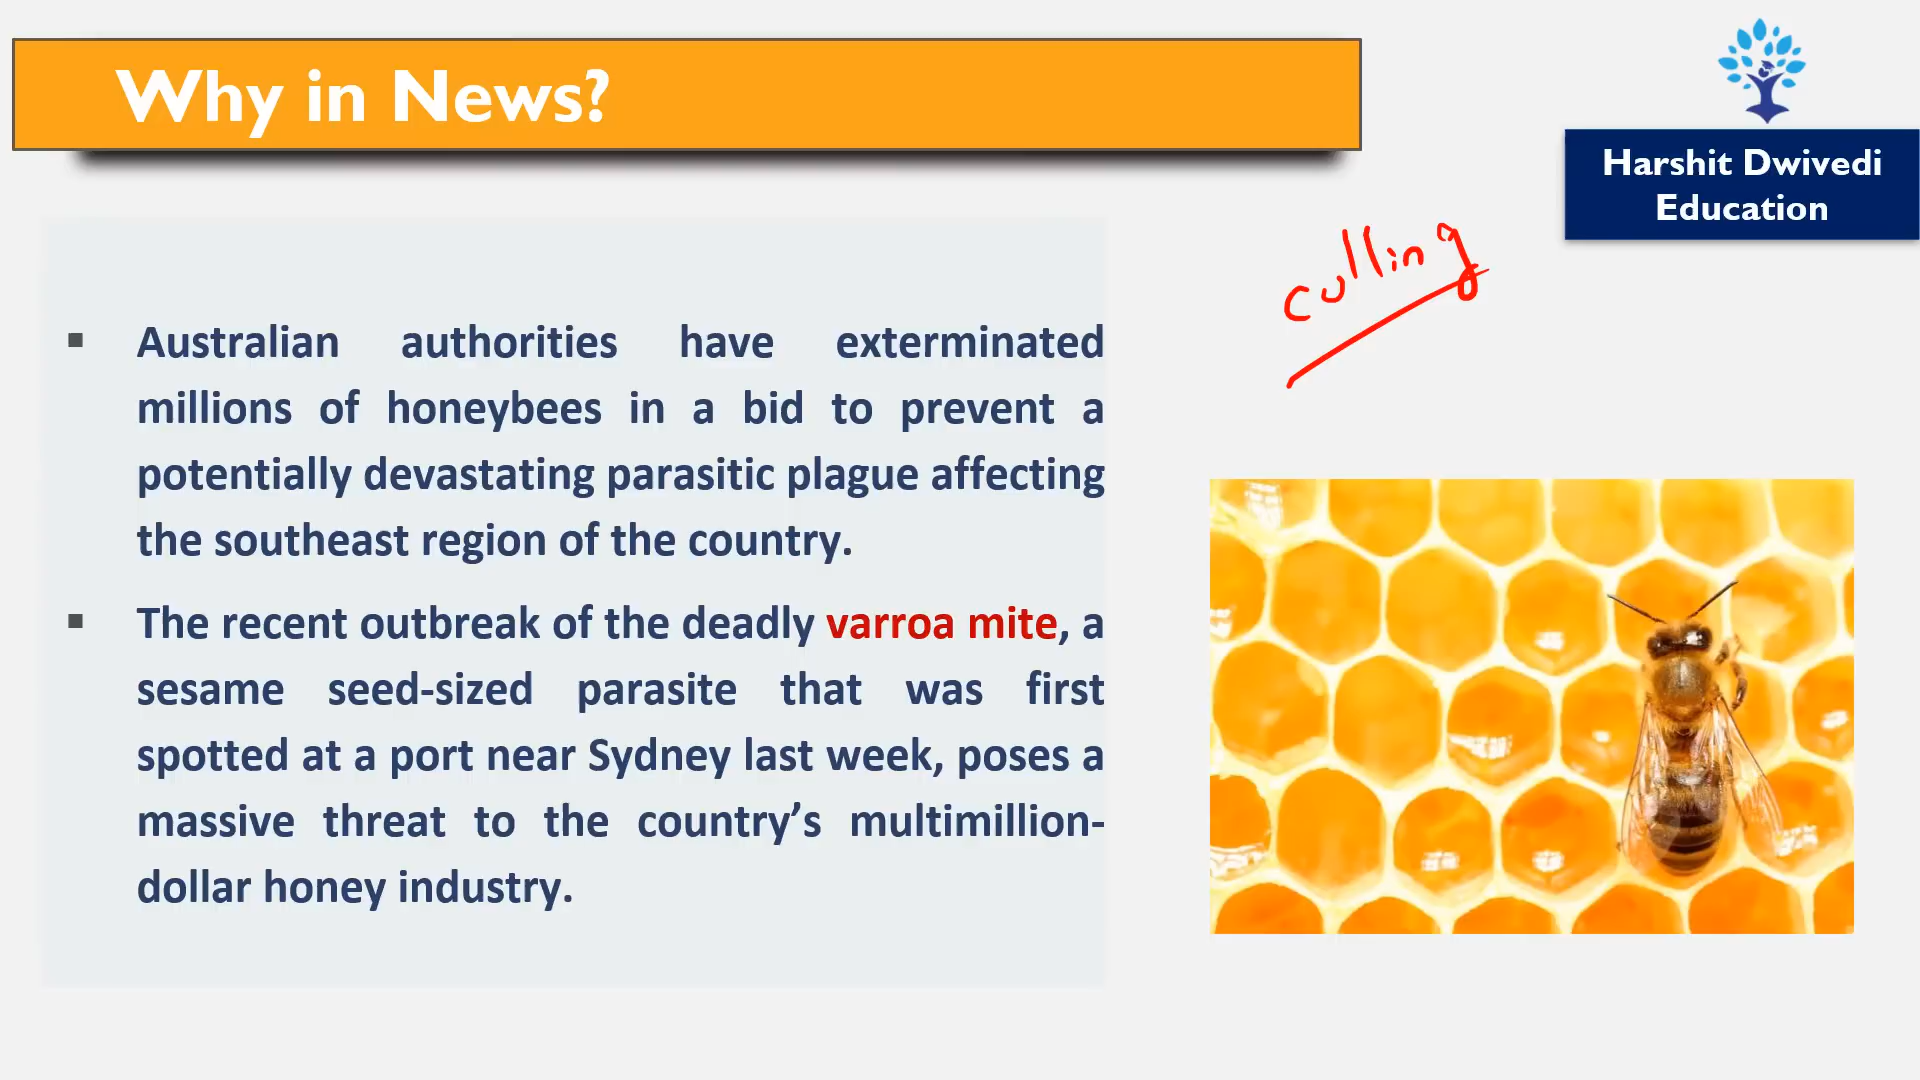 Why in News?
Harshit Dwivedi
Education
culling
▪ Australian authorities have exterminated
millions of honeybees in a bid to prevent a
potentially devastating parasitic plague affecting
the southeast region of the country.
▪ The recent outbreak of the deadly varroa mite, a
sesame seed-sized parasite that was first
spotted at a port near Sydney last week, poses a
massive threat to the country’s multimillion-
dollar honey industry.